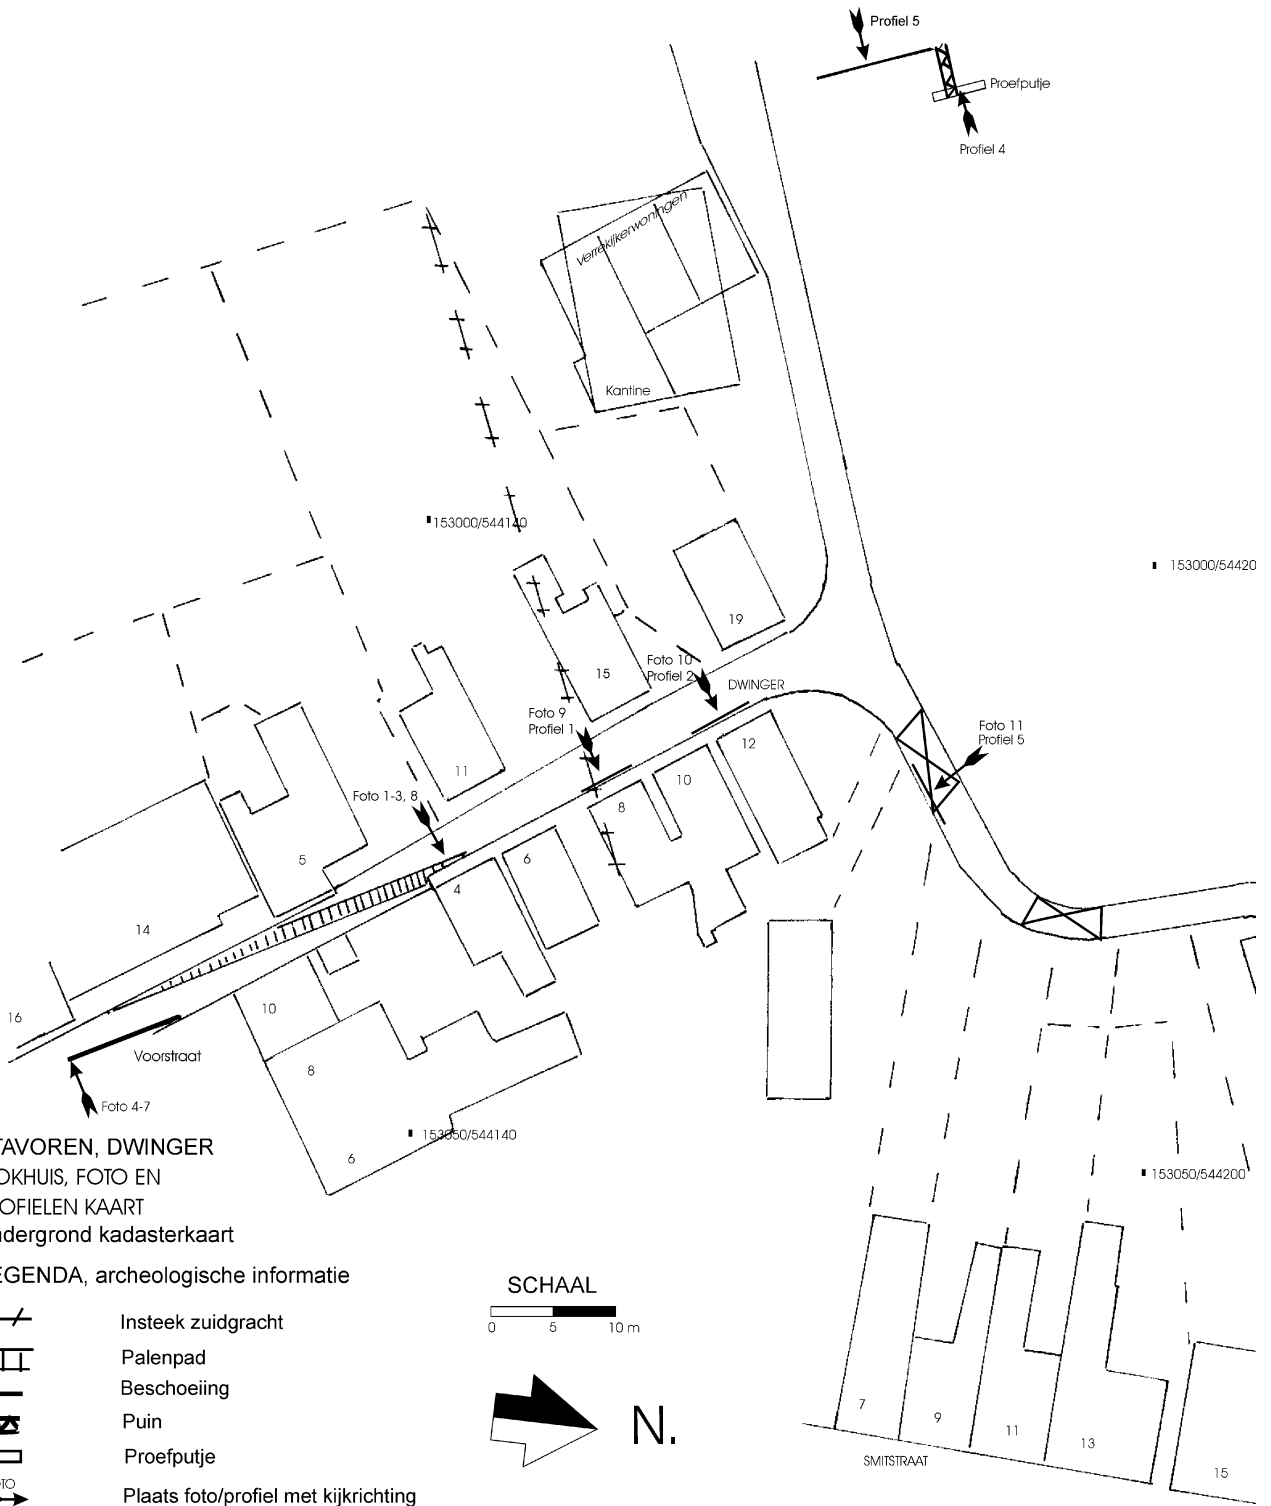 Profiel 5
Proefputje
Profiel 4
Verrekijkerwoningen
Kantine
153000/544140
153000/54420
19
15
Foto 10
Profiel 2
DWINGER
Foto 9
Profiel 1
12
Foto 11
Profiel 5
11
10
Foto 1-3, 8
8
6
5
4
14
10
16
Voorstraat
8
Foto 4-7
153050/544140
6
TAVOREN, DWINGER
OKHUIS, FOTO EN
OFIELEN KAART
ndergrond kadasterkaart
153050/544200
EGENDA, archeologische informatie
SCHAAL
0 5 10 m
Insteek zuidgracht
Palenpad
Beschoeiing
Puin
Proefputje
OTO
Plaats foto/profiel met kijkrichting
N.
7
9
11
13
15
SMITSTRAAT